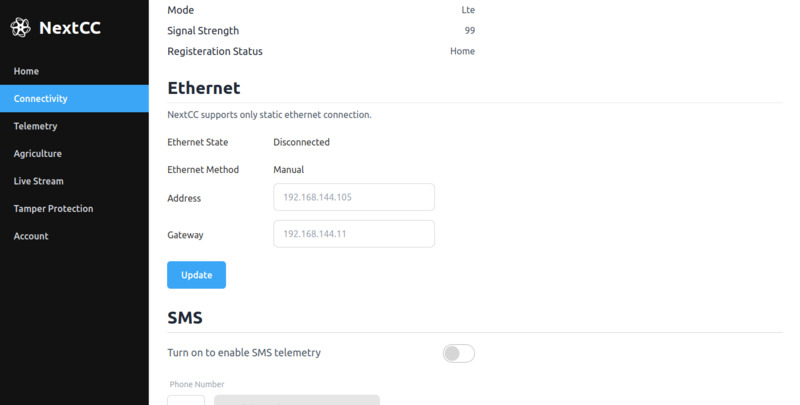 NextCC
Home
Connectivity
Telemetry
Agriculture
Live Stream
Tamper Protection
Account
Mode Lte
Signal Strength 99
Registeration Status Home
Ethernet
NextCC supports only static ethernet connection.
Ethernet State Disconnected
Ethernet Method Manual
Address 192.168.144.105
Gateway 192.168.144.11
Update
SMS
Turn on to enable SMS telemetry
Phone Number